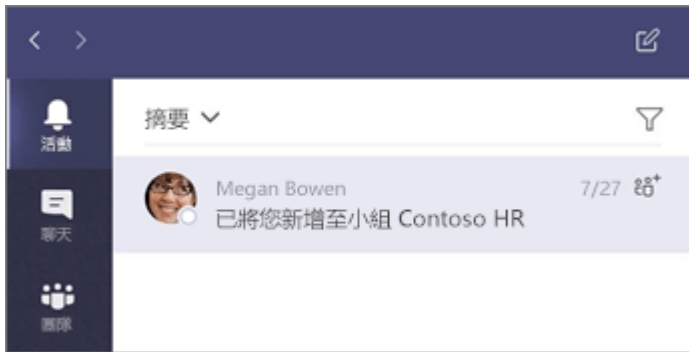 活動
聊天
團隊
摘要
Megan Bowen 7/27
已將您新增至小組 Contoso HR